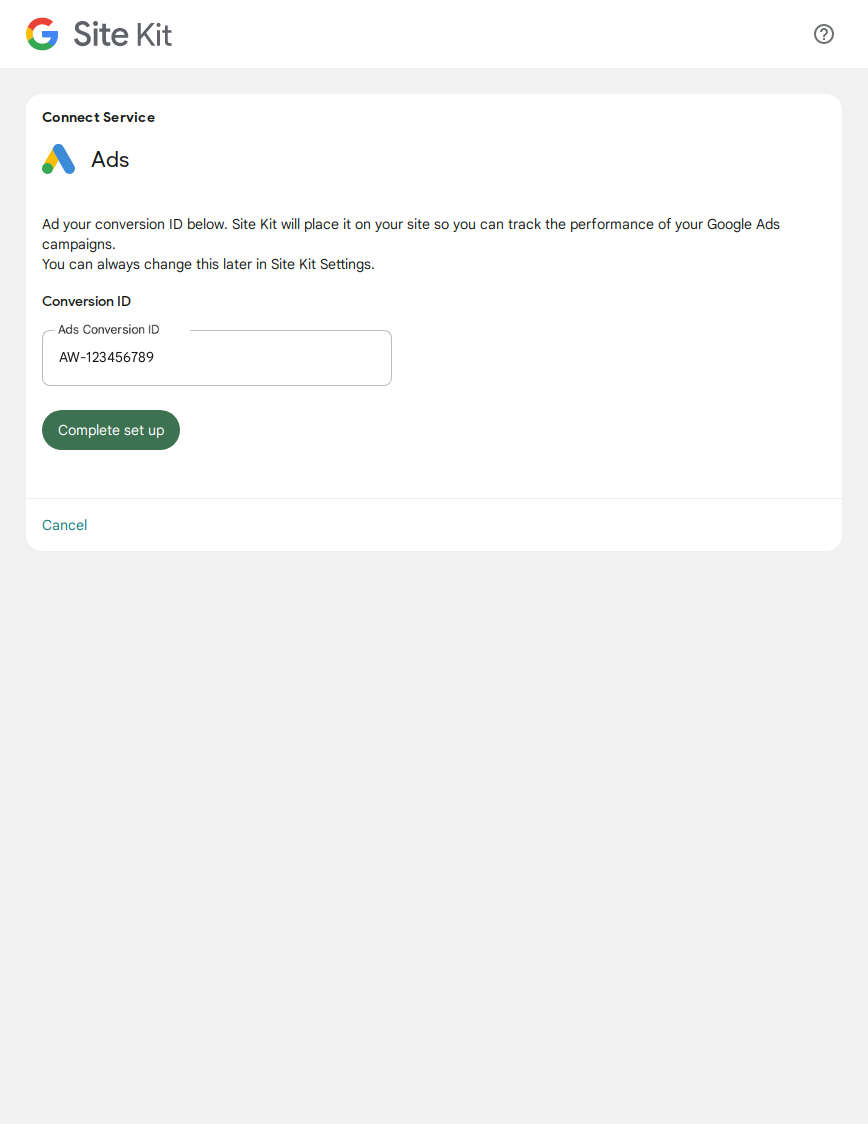 Site Kit
Connect Service
Ads
Ad your conversion ID below. Site Kit will place it on your site so you can track the performance of your Google Ads
campaigns.
You can always change this later in Site Kit Settings.
Conversion ID
Ads Conversion ID
AW-123456789
Complete set up
Cancel